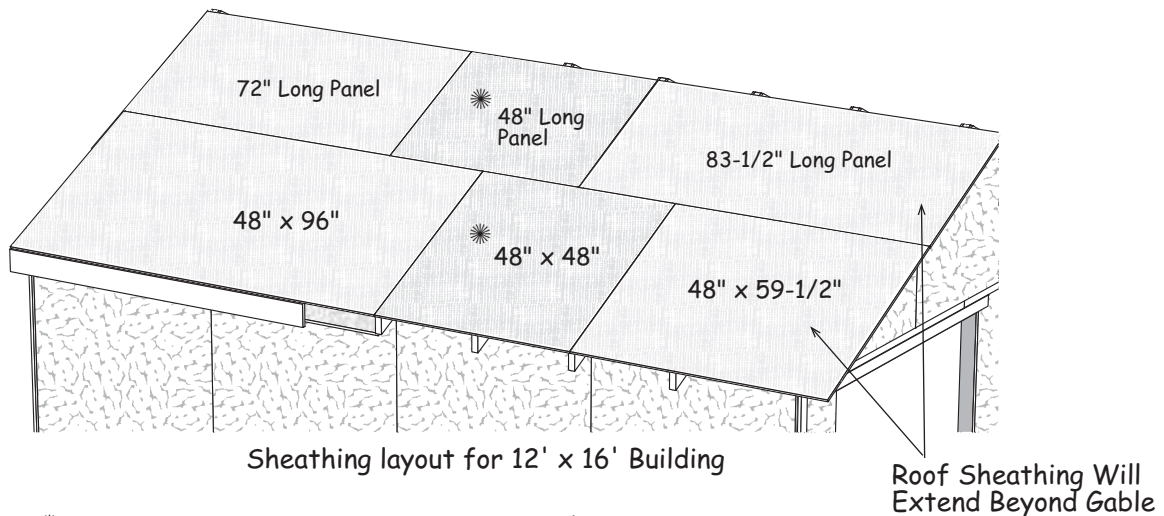 72" Long Panel
48" Long
Panel
83-1/2" Long Panel
48" x 96"
48" x 48"
48" x 59-1/2"
Sheathing layout for 12' x 16' Building
Roof Sheathing Will
Extend Beyond Gable